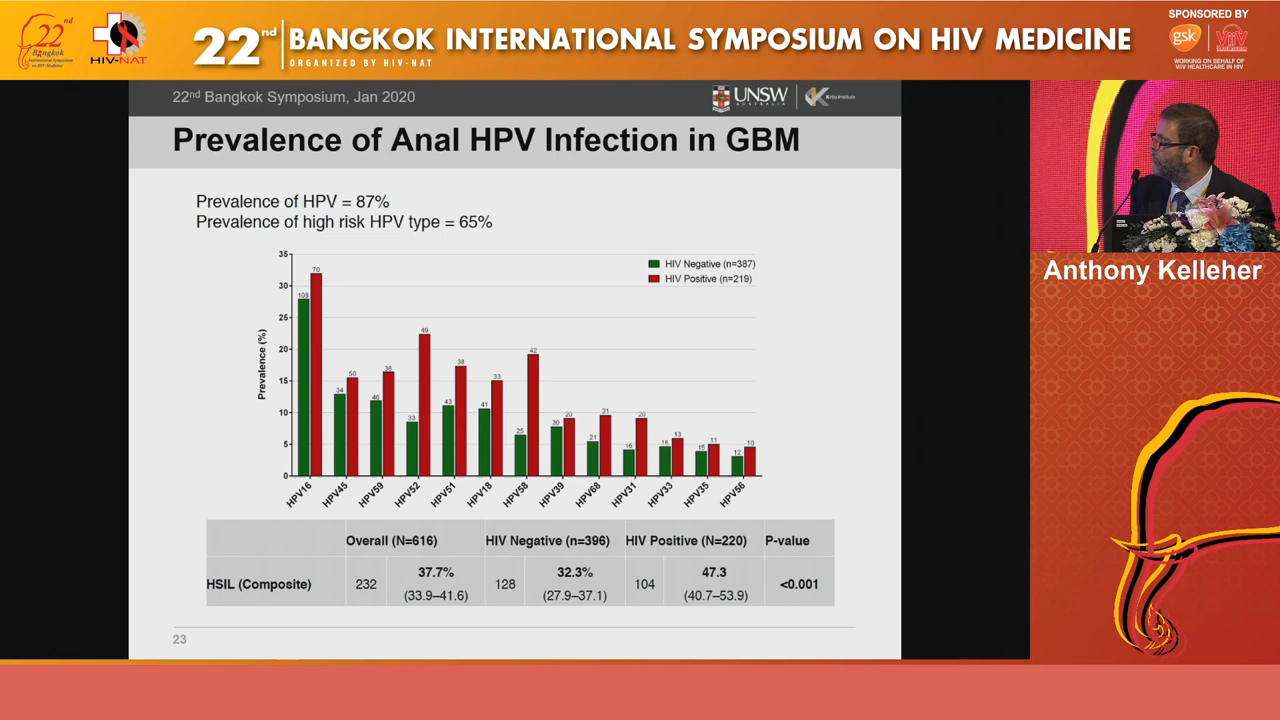 22nd
Bangkok
International Symposium
on HIV Medicine
HIV-NAT
22nd BANGKOK INTERNATIONAL SYMPOSIUM ON HIV MEDICINE
ORGANIZED BY HIV-NAT
SPONSORED BY
gsk ViiV
WORKING ON BEHALF OF
VIIV HEALTHCARE IN HIV
22nd Bangkok Symposium, Jan 2020
UNSW
AUSTRALIA
Kirby Institute
Prevalence of Anal HPV Infection in GBM
Prevalence of HPV = 87%
Prevalence of high risk HPV type = 65%
Prevalence (%)
35
30
25
20
15
10
5
0
HIV Negative (n=387)
HIV Positive (n=219)
70
34 50
46 36
33 49
43 38
41 33
25 42
30 20
21 21
16 20
18 13
15 11
12 10
HPV16 HPV45 HPV59 HPV52 HPV51 HPV18 HPV58 HPV39 HPV68 HPV31 HPV33 HPV35 HPV56
Overall (N=616) HIV Negative (n=396) HIV Positive (N=220) P-value
HSIL (Composite) 232 37.7% 128 32.3% 104 47.3 <0.001
(33.9–41.6) (27.9–37.1) (40.7–53.9)
23
Anthony Kelleher